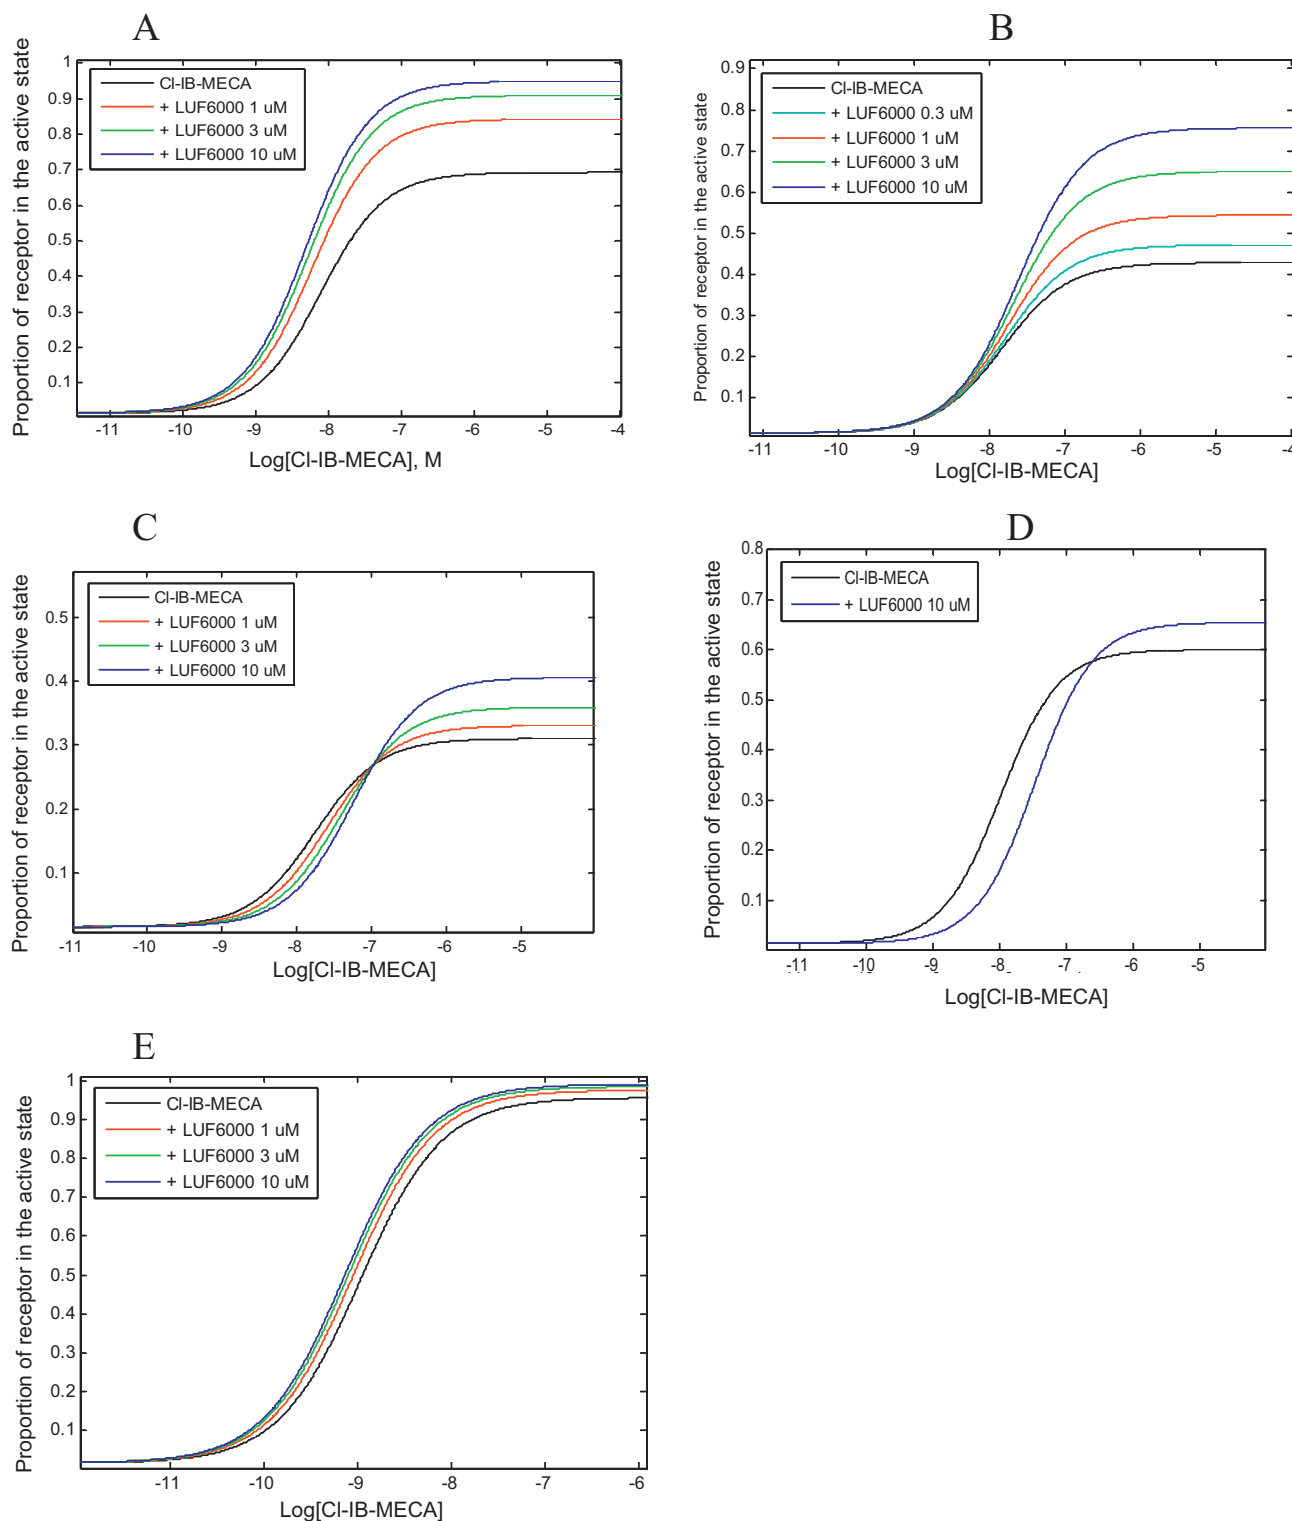 A
Proportion of receptor in the active state
1
0.9
0.8
0.7
0.6
0.5
0.4
0.3
0.2
0.1
Cl-IB-MECA
+ LUF6000 1 uM
+ LUF6000 3 uM
+ LUF6000 10 uM
-11 -10 -9 -8 -7 -6 -5 -4
Log[Cl-IB-MECA], M
B
Proportion of receptor in the active state
0.9
0.8
0.7
0.6
0.5
0.4
0.3
0.2
0.1
Cl-IB-MECA
+ LUF6000 0.3 uM
+ LUF6000 1 uM
+ LUF6000 3 uM
+ LUF6000 10 uM
-11 -10 -9 -8 -7 -6 -5 -4
Log[Cl-IB-MECA]
C
Proportion of receptor in the active state
0.5
0.4
0.3
0.2
0.1
Cl-IB-MECA
+ LUF6000 1 uM
+ LUF6000 3 uM
+ LUF6000 10 uM
-11 -10 -9 -8 -7 -6 -5
Log[Cl-IB-MECA]
D
Proportion of receptor in the active state
0.8
0.7
0.6
0.5
0.4
0.3
0.2
0.1
Cl-IB-MECA
+ LUF6000 10 uM
-11 -10 -9 -8 -7 -6 -5
Log[Cl-IB-MECA]
E
Proportion of receptor in the active state
1
0.9
0.8
0.7
0.6
0.5
0.4
0.3
0.2
0.1
Cl-IB-MECA
+ LUF6000 1 uM
+ LUF6000 3 uM
+ LUF6000 10 uM
-11 -10 -9 -8 -7 -6
Log[Cl-IB-MECA]